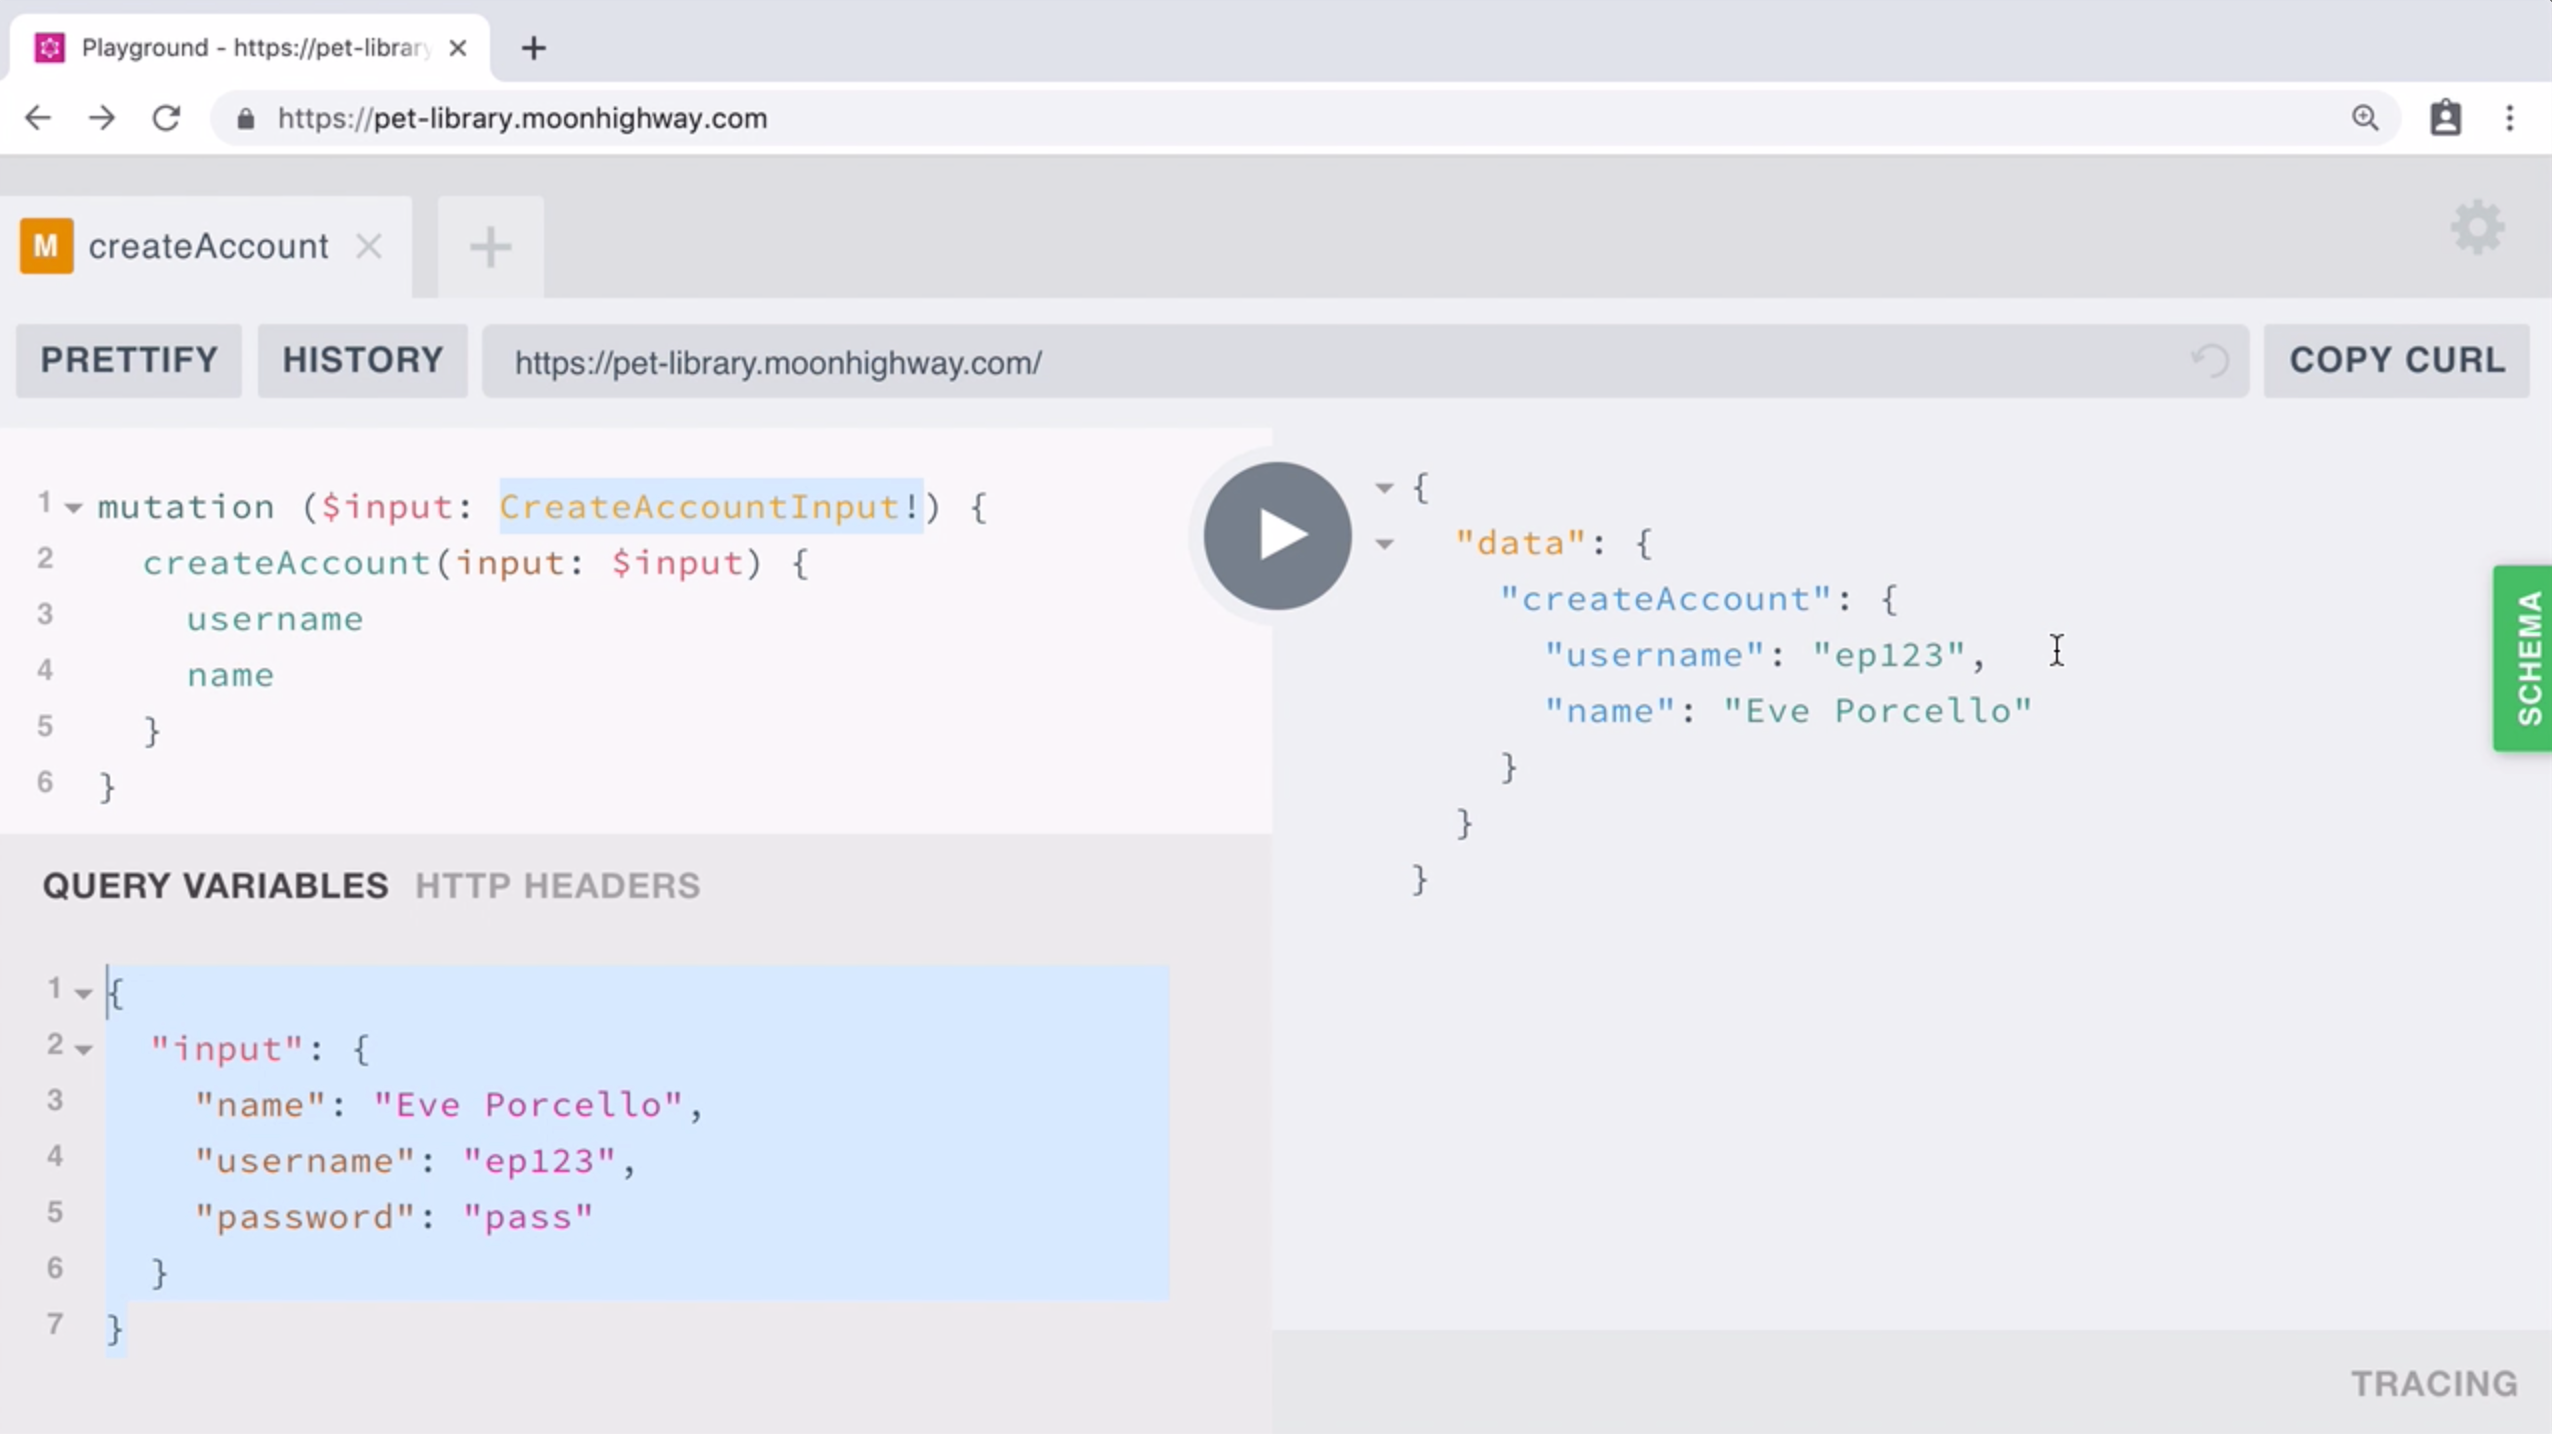 Playground - https://pet-library
https://pet-library.moonhighway.com
M createAccount
PRETTIFY HISTORY https://pet-library.moonhighway.com/ COPY CURL
1 mutation ($input: CreateAccountInput!) {
2 createAccount(input: $input) {
3 username
4 name
5 }
6 }
{
"data": {
"createAccount": {
"username": "ep123",
"name": "Eve Porcello"
}
}
}
SCHEMA
QUERY VARIABLES HTTP HEADERS
1 {
2 "input": {
3 "name": "Eve Porcello",
4 "username": "ep123",
5 "password": "pass"
6 }
7 }
TRACING